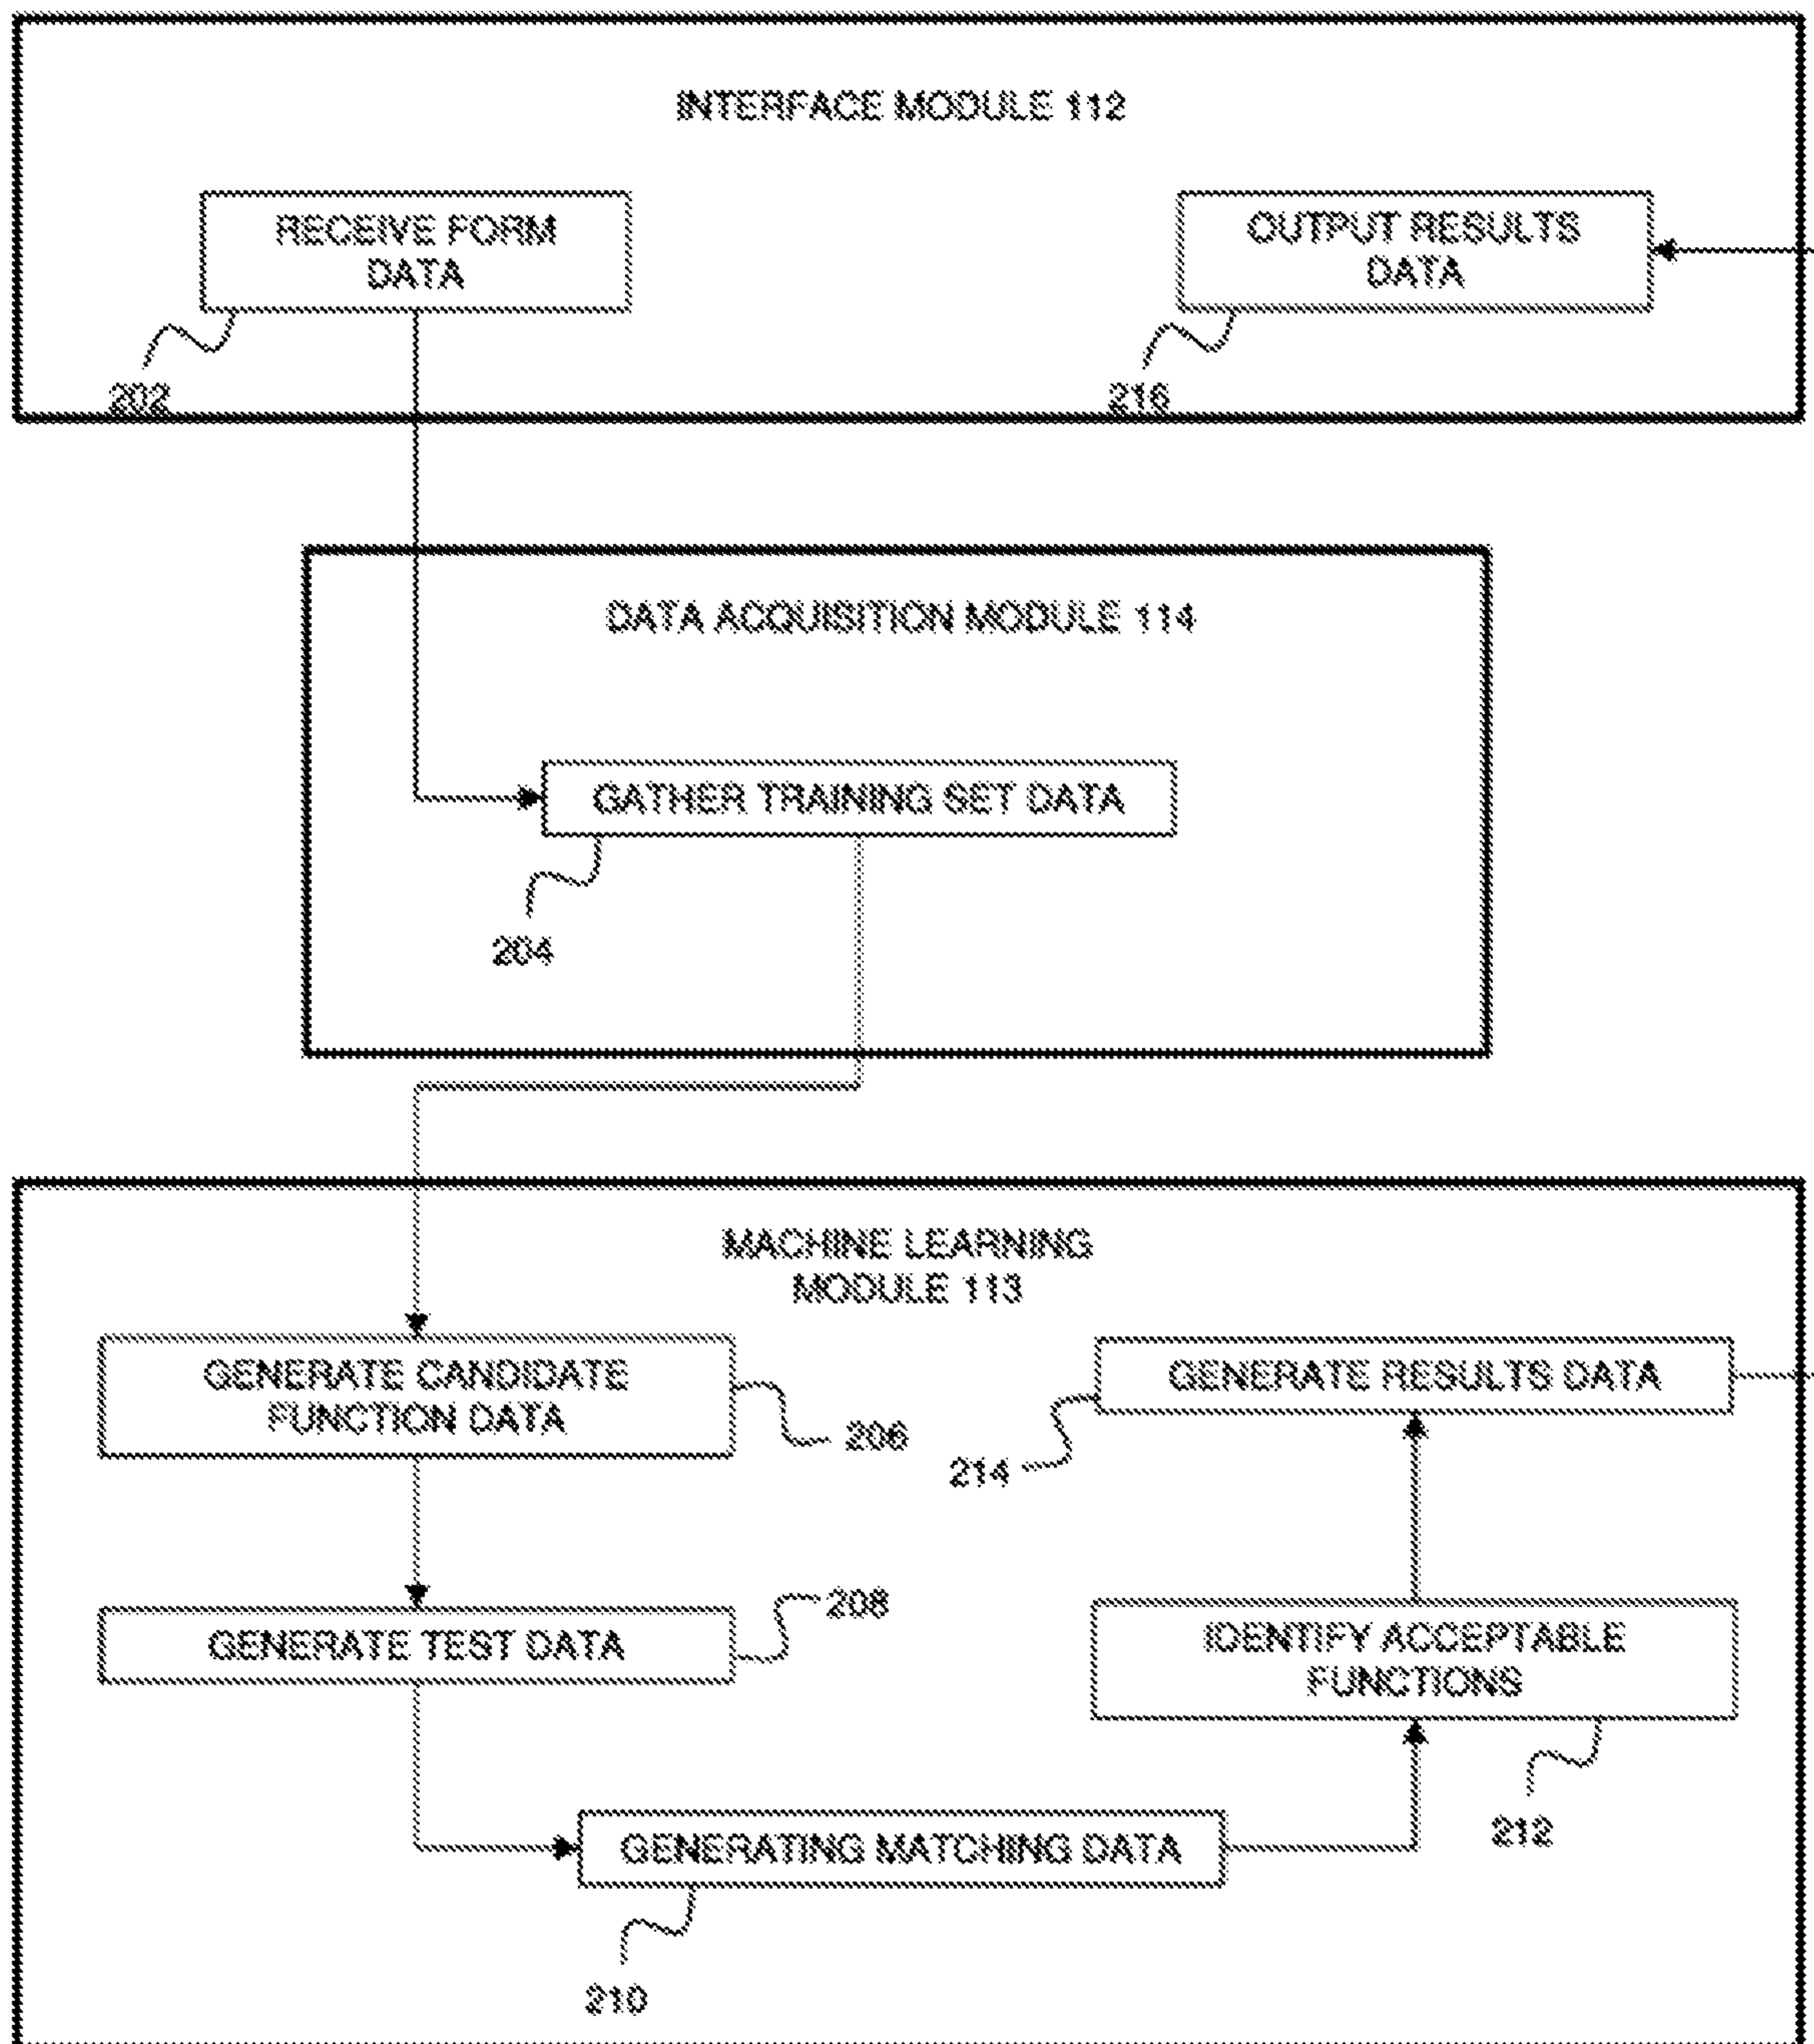 INTERFACE MODULE 112
RECEIVE FORM
DATA
OUTPUT RESULTS
DATA
202
216
DATA ACQUISITION MODULE 114
GATHER TRAINING SET DATA
204
MACHINE LEARNING
MODULE 113
GENERATE CANDIDATE
FUNCTION DATA
206
GENERATE RESULTS DATA
214
GENERATE TEST DATA
208
IDENTIFY ACCEPTABLE
FUNCTIONS
212
GENERATING MATCHING DATA
210